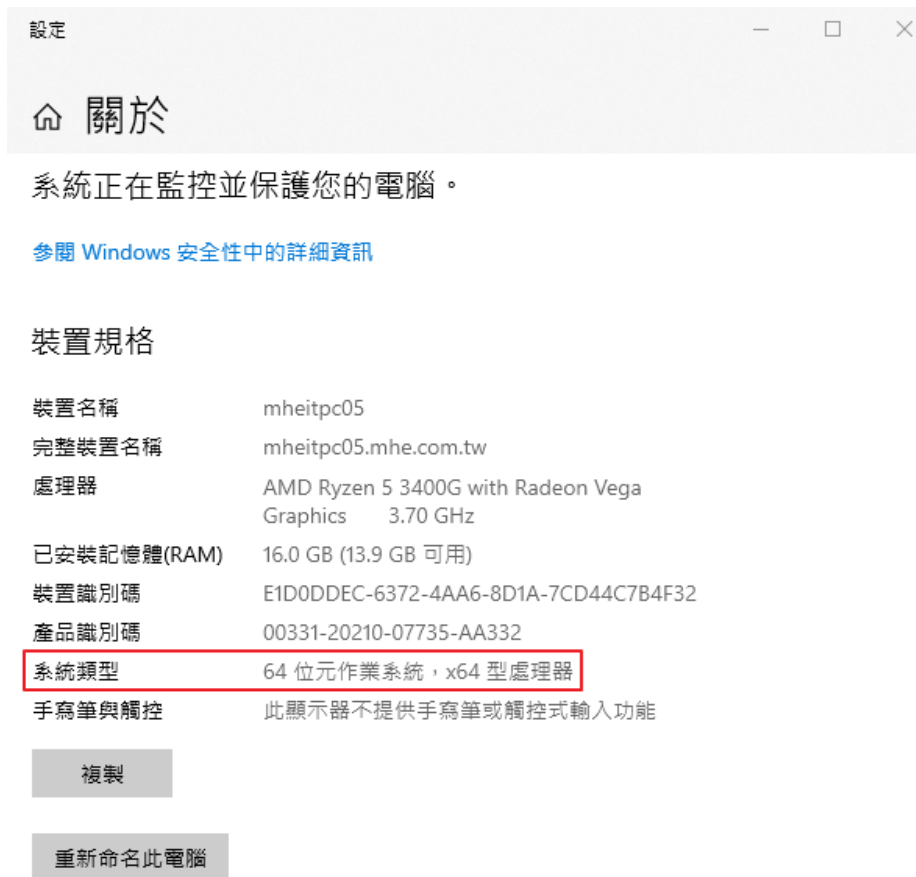 設定
關於
系統正在監控並保護您的電腦。
參閱 Windows 安全性中的詳細資訊
裝置規格
裝置名稱 mheitpc05
完整裝置名稱 mheitpc05.mhe.com.tw
處理器 AMD Ryzen 5 3400G with Radeon Vega
Graphics 3.70 GHz
已安裝記憶體(RAM) 16.0 GB (13.9 GB 可用)
裝置識別碼 E1D0DDEC-6372-4AA6-8D1A-7CD44C7B4F32
產品識別碼 00331-20210-07735-AA332
系統類型 64 位元作業系統，x64 型處理器
手寫筆與觸控 此顯示器不提供手寫筆或觸控式輸入功能
複製
重新命名此電腦